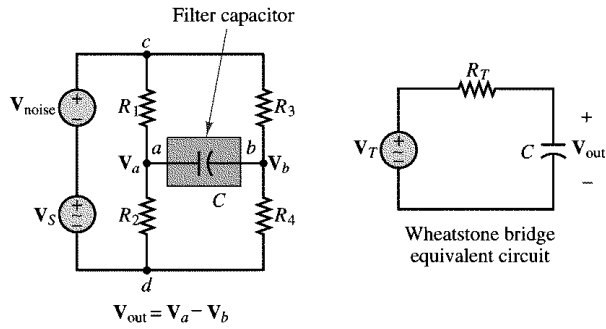 Filter capacitor
c
V_noise
R_1
R_3
a
b
V_a
V_b
C
V_S
R_2
R_4
d
V_out = V_a − V_b
R_T
V_T
C
+
V_out
−
Wheatstone bridge
equivalent circuit